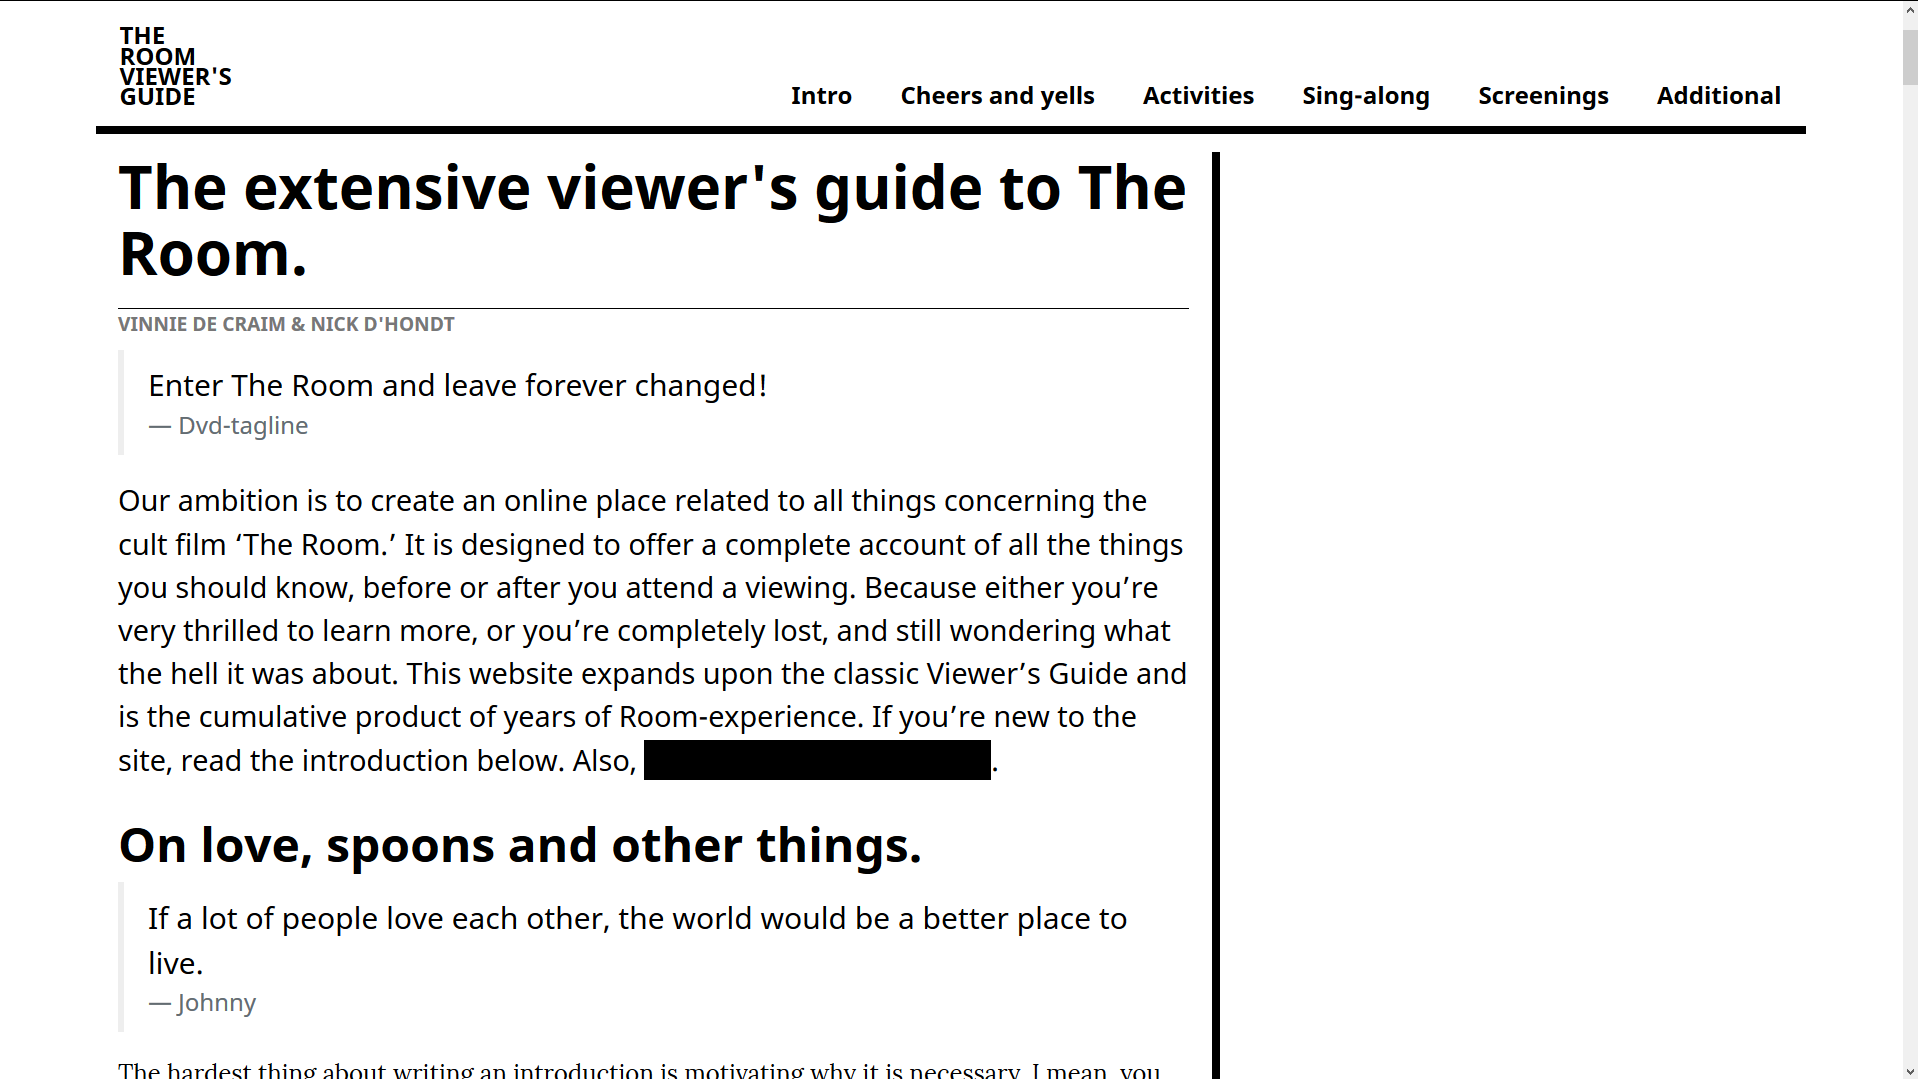 THE
ROOM
VIEWER'S
GUIDE
Intro Cheers and yells Activities Sing-along Screenings Additional
The extensive viewer's guide to The
Room.
VINNIE DE CRAIM & NICK D'HONDT
Enter The Room and leave forever changed!
— Dvd-tagline
Our ambition is to create an online place related to all things concerning the
cult film ‘The Room.’ It is designed to offer a complete account of all the things
you should know, before or after you attend a viewing. Because either you’re
very thrilled to learn more, or you’re completely lost, and still wondering what
the hell it was about. This website expands upon the classic Viewer’s Guide and
is the cumulative product of years of Room-experience. If you’re new to the
site, read the introduction below. Also, .
On love, spoons and other things.
If a lot of people love each other, the world would be a better place to
live.
— Johnny
The hardest thing about writing an introduction is motivating why it is necessary. I mean, you